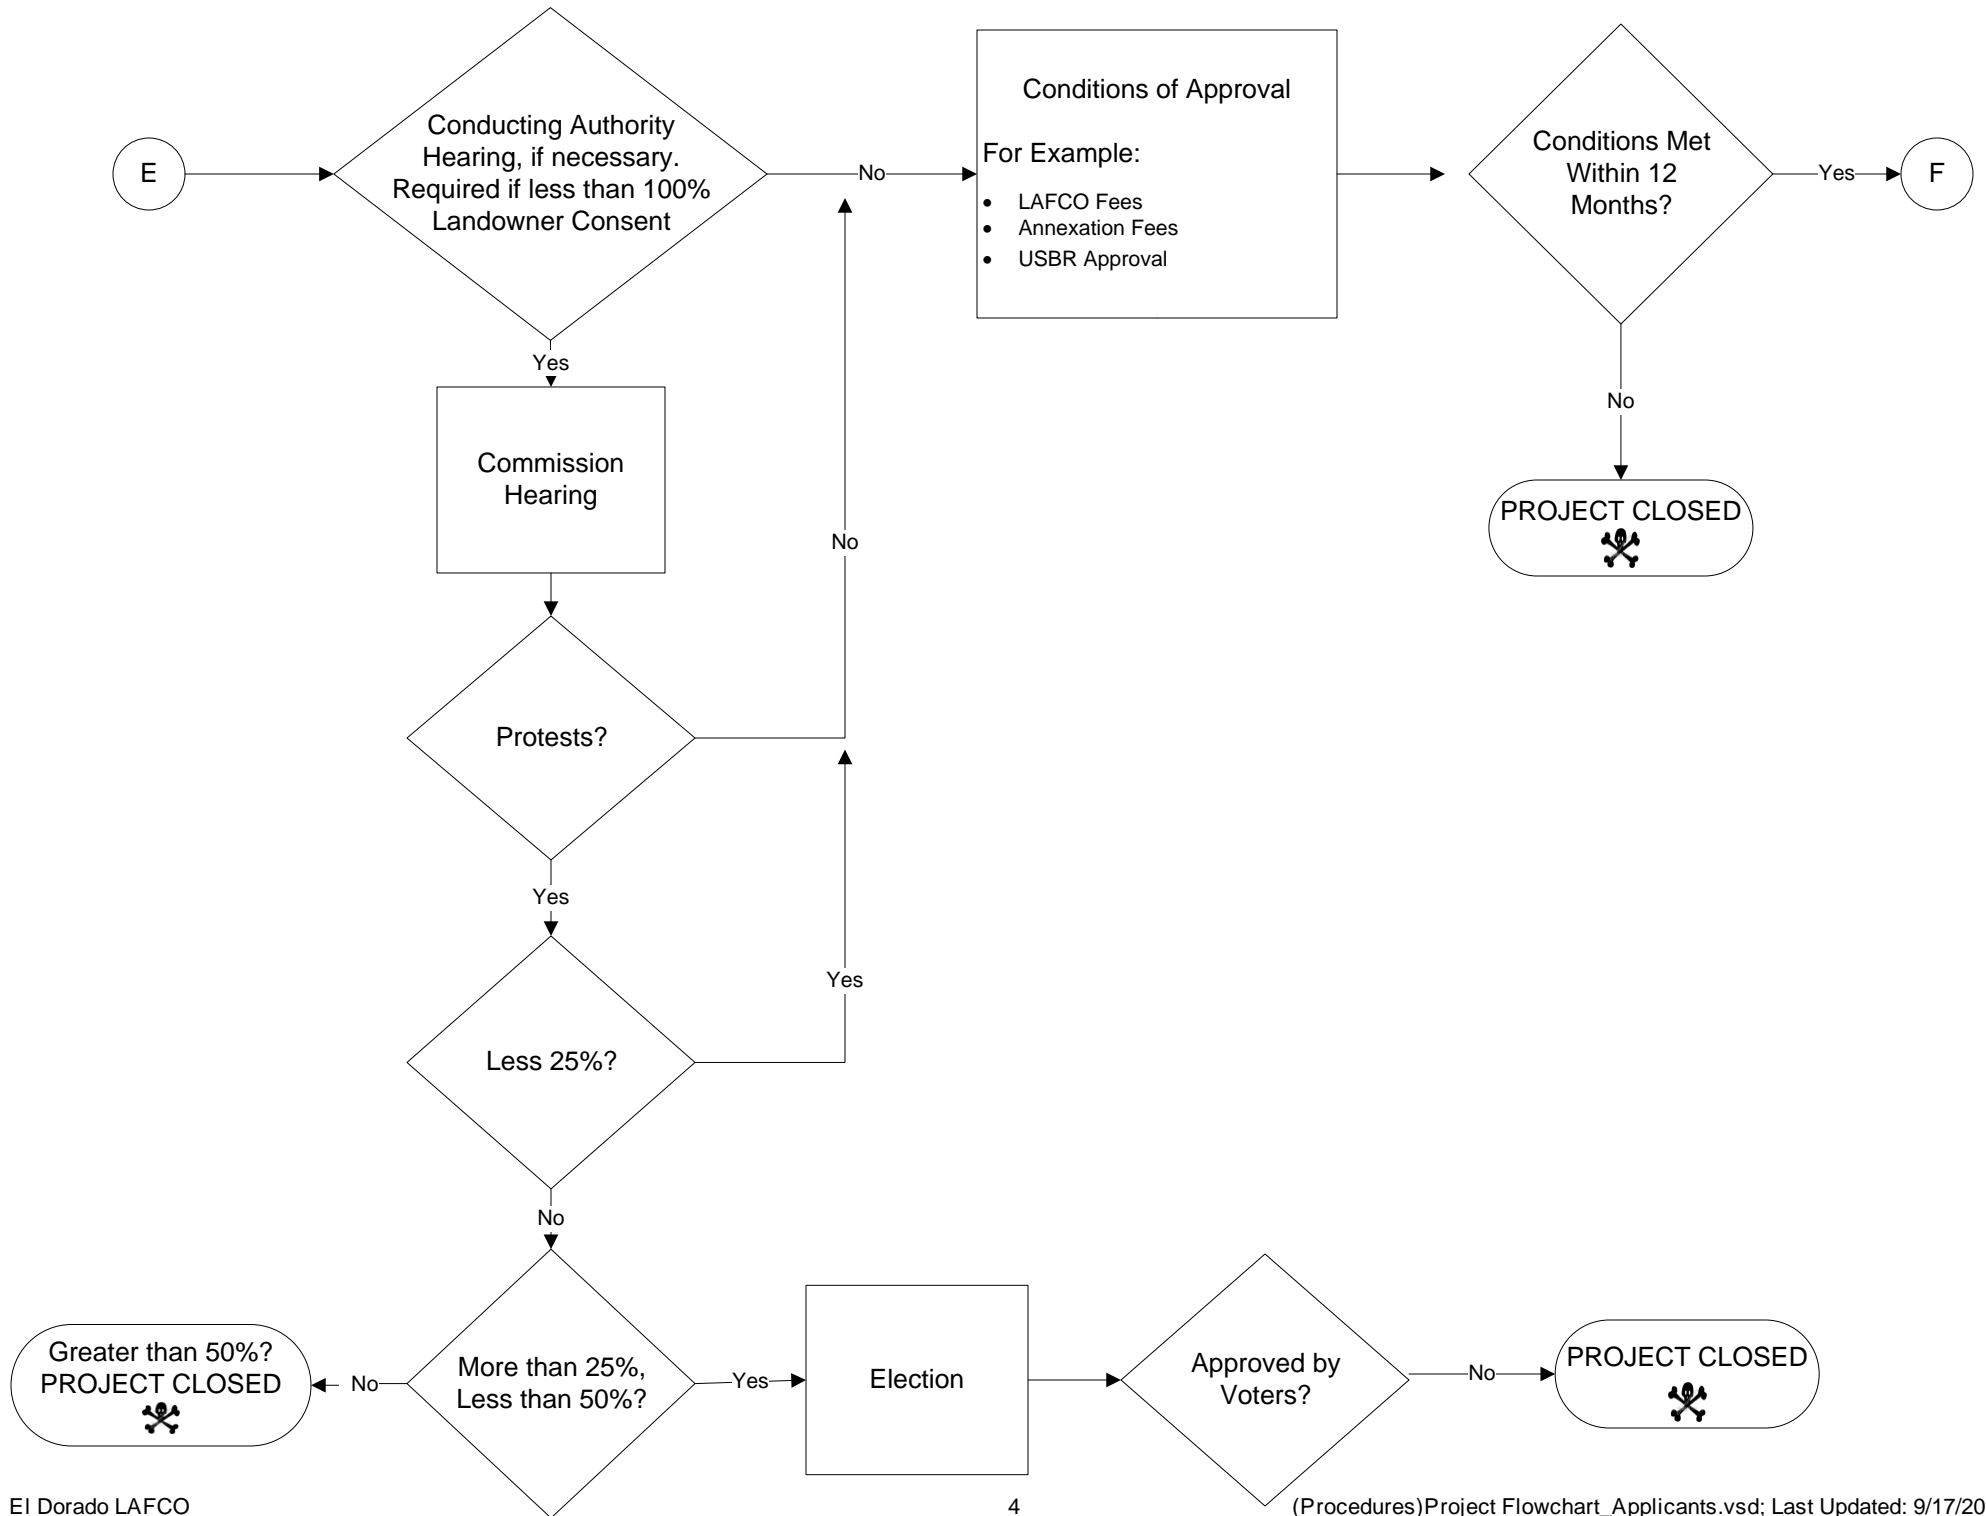 E
Conducting Authority
Hearing, if necessary.
Required if less than 100%
Landowner Consent
No
Conditions of Approval
For Example:
• LAFCO Fees
• Annexation Fees
• USBR Approval
Conditions Met
Within 12
Months?
Yes
F
Yes
No
Commission
Hearing
PROJECT CLOSED
No
Protests?
Yes
Yes
Less 25%?
No
Greater than 50%?
PROJECT CLOSED
No
More than 25%,
Less than 50%?
Yes
Election
Approved by
Voters?
No
PROJECT CLOSED
El Dorado LAFCO
4
(Procedures)Project Flowchart_Applicants.vsd; Last Updated: 9/17/20